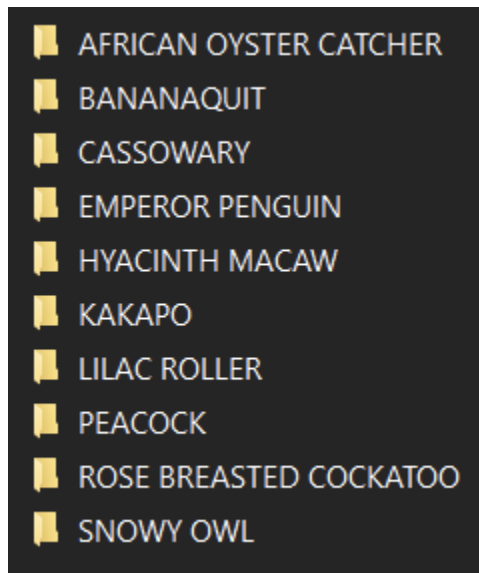 AFRICAN OYSTER CATCHER
BANANAQUIT
CASSOWARY
EMPEROR PENGUIN
HYACINTH MACAW
KAKAPO
LILAC ROLLER
PEACOCK
ROSE BREASTED COCKATOO
SNOWY OWL